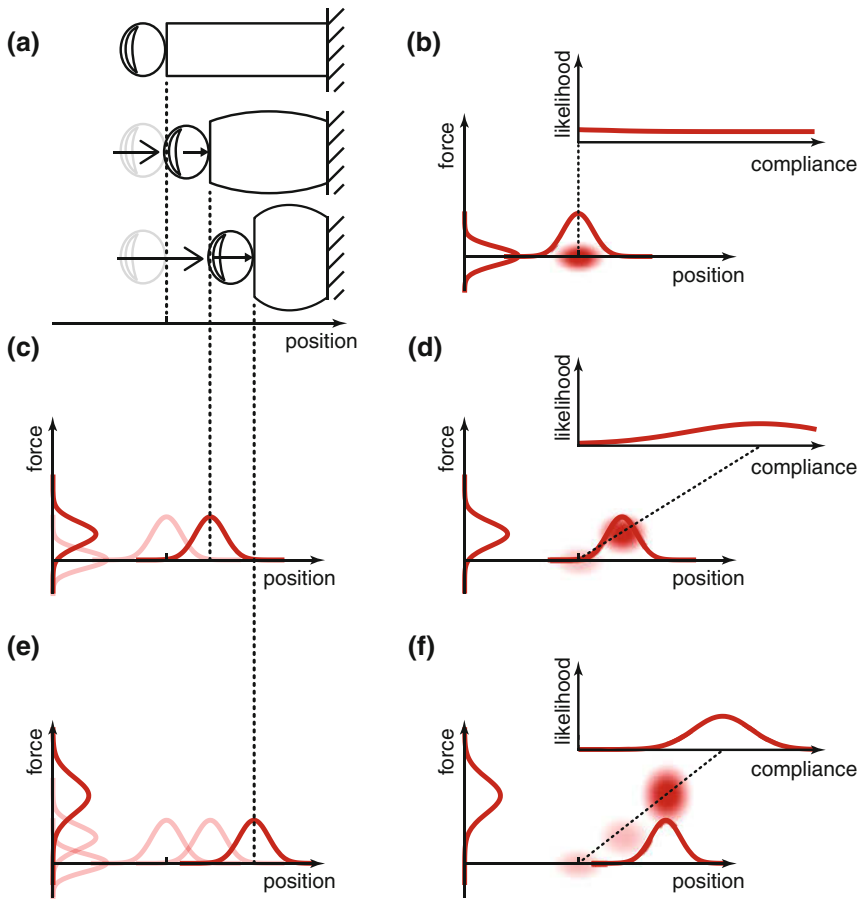 (a)
position
(b)
likelihood
compliance
force
position
(c)
force
position
(d)
likelihood
compliance
force
position
(e)
force
position
(f)
likelihood
compliance
force
position